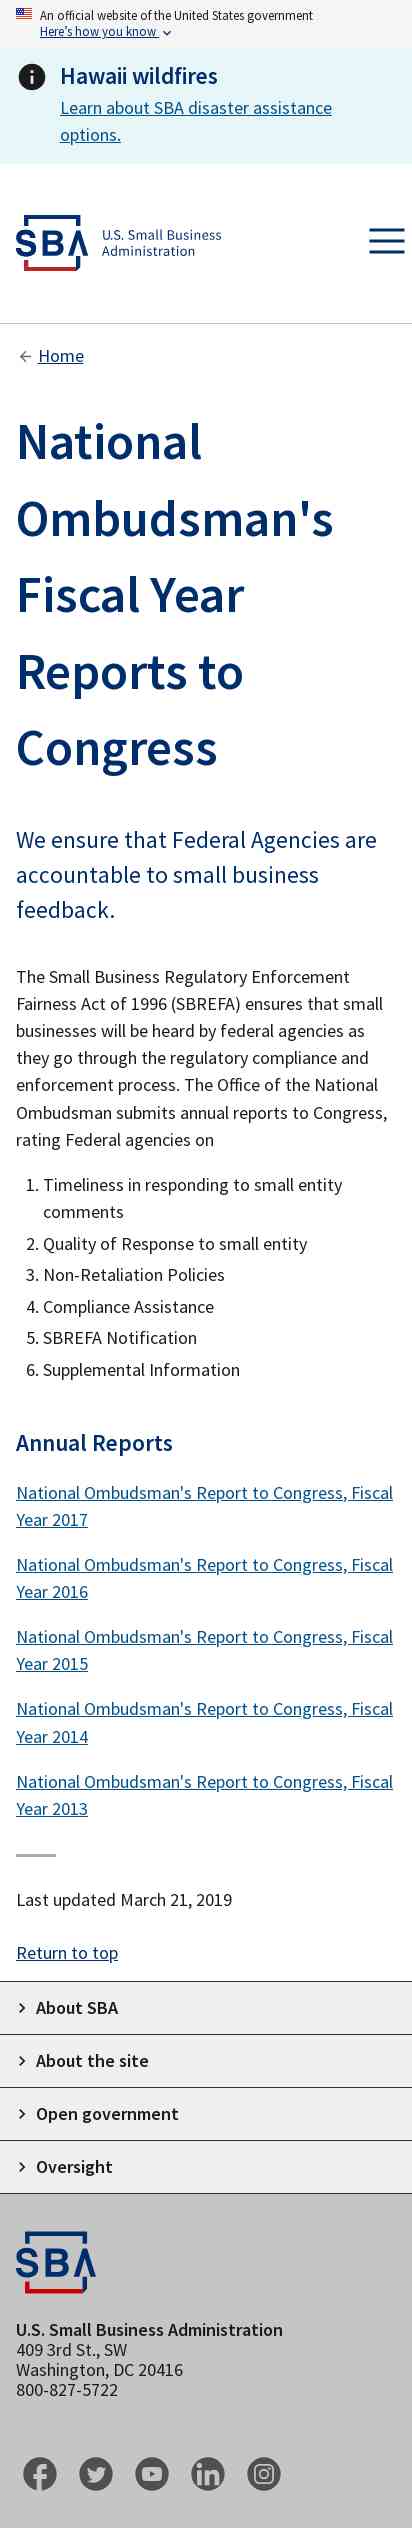 An official website of the United States government
Here's how you know
Hawaii wildfires
Learn about SBA disaster assistance
options.
SBA
U.S. Small Business
Administration
Home
National
Ombudsman's
Fiscal Year
Reports to
Congress
We ensure that Federal Agencies are
accountable to small business
feedback.
The Small Business Regulatory Enforcement
Fairness Act of 1996 (SBREFA) ensures that small
businesses will be heard by federal agencies as
they go through the regulatory compliance and
enforcement process. The Office of the National
Ombudsman submits annual reports to Congress,
rating Federal agencies on
1. Timeliness in responding to small entity
comments
2. Quality of Response to small entity
3. Non-Retaliation Policies
4. Compliance Assistance
5. SBREFA Notification
6. Supplemental Information
Annual Reports
National Ombudsman's Report to Congress, Fiscal
Year 2017
National Ombudsman's Report to Congress, Fiscal
Year 2016
National Ombudsman's Report to Congress, Fiscal
Year 2015
National Ombudsman's Report to Congress, Fiscal
Year 2014
National Ombudsman's Report to Congress, Fiscal
Year 2013
Last updated March 21, 2019
Return to top
About SBA
About the site
Open government
Oversight
SBA
U.S. Small Business Administration
409 3rd St., SW
Washington, DC 20416
800-827-5722